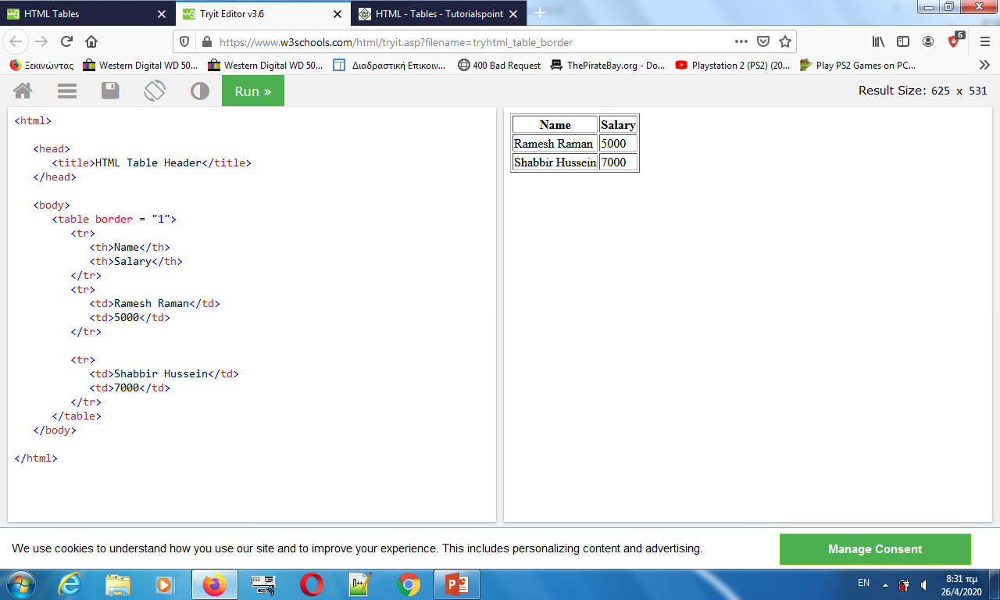 HTML Tables
Tryit Editor v3.6
HTML - Tables - Tutorialspoint
https://www.w3schools.com/html/tryit.asp?filename=tryhtml_table_border
6
Ξεκινώντας
Western Digital WD 50...
Western Digital WD 50...
Διαδραστική Επικοιν...
400 Bad Request
ThePirateBay.org - Do...
Playstation 2 (PS2) (20...
Play PS2 Games on PC...
Run »
Result Size: 625 x 531
<html>
<head>
<title>HTML Table Header</title>
</head>
<body>
<table border = "1">
<tr>
<th>Name</th>
<th>Salary</th>
</tr>
<tr>
<td>Ramesh Raman</td>
<td>5000</td>
</tr>
<tr>
<td>Shabbir Hussein</td>
<td>7000</td>
</tr>
</table>
</body>
</html>
Name Salary
Ramesh Raman 5000
Shabbir Hussein 7000
We use cookies to understand how you use our site and to improve your experience. This includes personalizing content and advertising.
Manage Consent
EN
8:31 πμ
26/4/2020